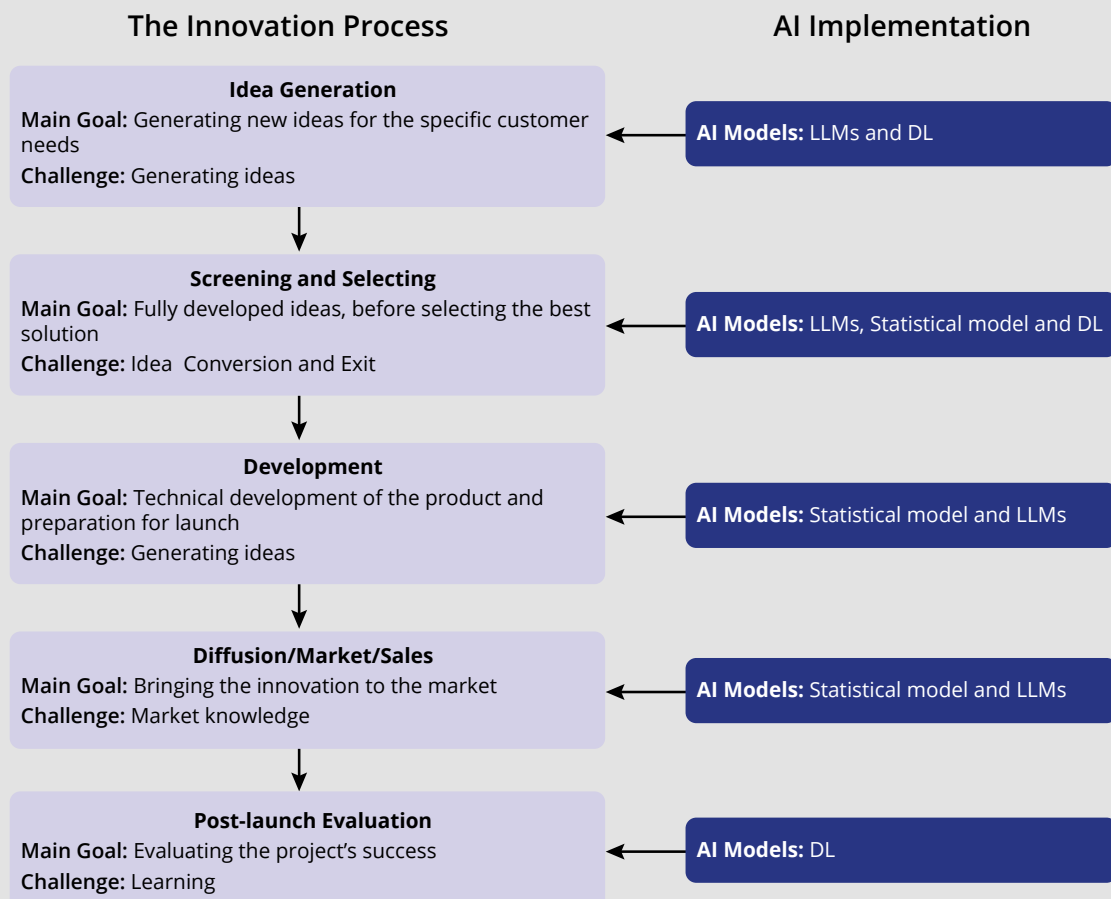 The Innovation Process
AI Implementation
Idea Generation
Main Goal: Generating new ideas for the specific customer
needs
Challenge: Generating ideas
AI Models: LLMs and DL
Screening and Selecting
Main Goal: Fully developed ideas, before selecting the best
solution
Challenge: Idea  Conversion and Exit
AI Models: LLMs, Statistical model and DL
Development
Main Goal: Technical development of the product and
preparation for launch
Challenge: Generating ideas
AI Models: Statistical model and LLMs
Diffusion/Market/Sales
Main Goal: Bringing the innovation to the market
Challenge: Market knowledge
AI Models: Statistical model and LLMs
Post-launch Evaluation
Main Goal: Evaluating the project’s success
Challenge: Learning
AI Models: DL